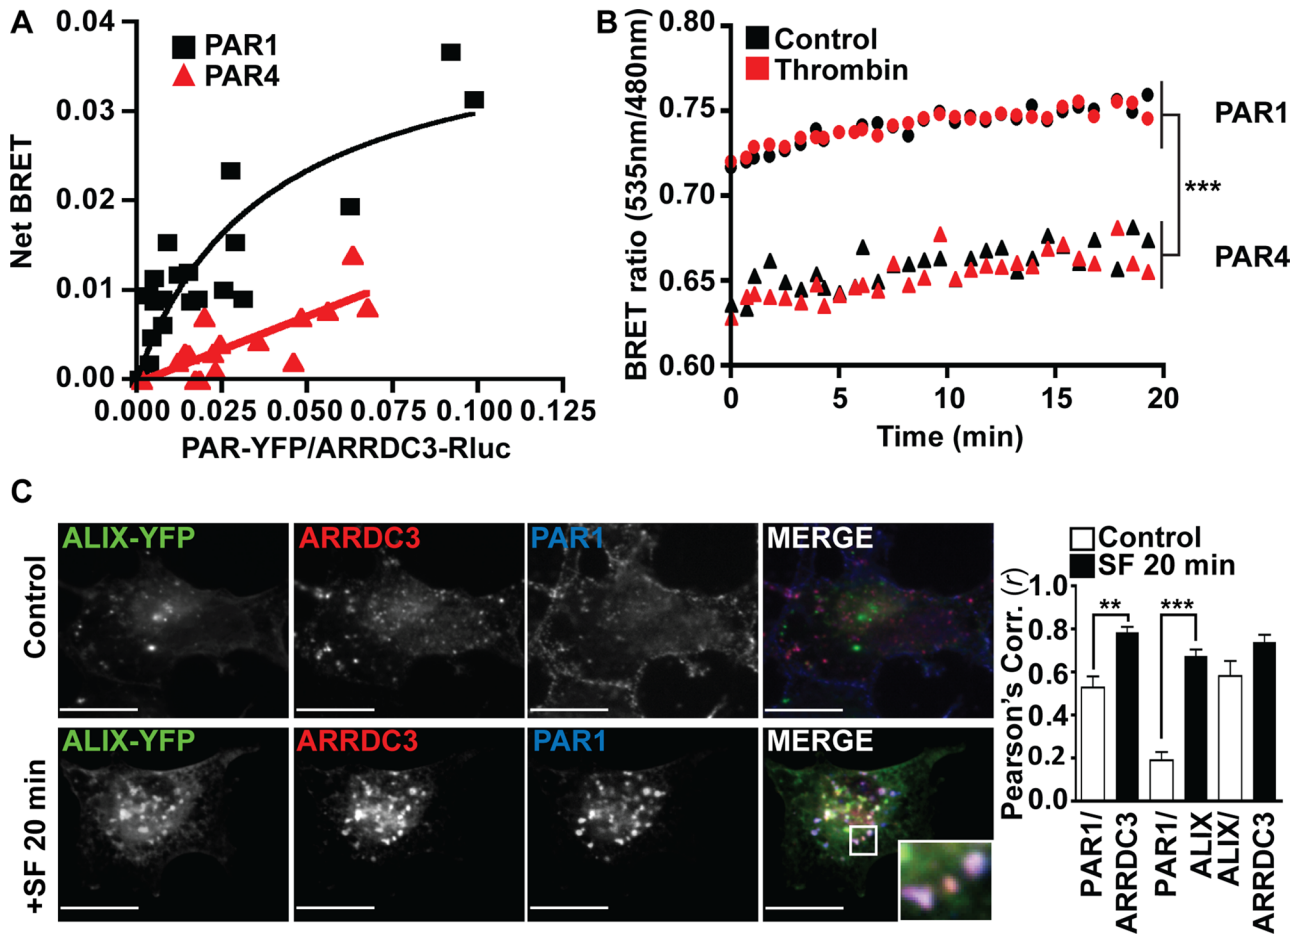 A
0.04
0.03
0.02
0.01
0.00
Net BRET
PAR1
PAR4
0.000 0.025 0.050 0.075 0.100 0.125
PAR-YFP/ARRDC3-Rluc
B
0.80
0.75
0.70
0.65
0.60
BRET ratio (535nm/480nm)
Control
Thrombin
PAR1
***
PAR4
0 5 10 15 20
Time (min)
C
Control
ALIX-YFP ARRDC3 PAR1 MERGE
+SF 20 min
ALIX-YFP ARRDC3 PAR1 MERGE
Control
SF 20 min
Pearson's Corr. (r)
1.0
0.8
0.6
0.4
0.2
0.0
** ***
PAR1/
ARRDC3
PAR1/
ALIX
ALIX/
ARRDC3